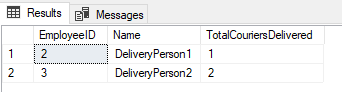 Results Messages
EmployeeID Name TotalCouriersDelivered
1 2 DeliveryPerson1 1
2 3 DeliveryPerson2 2